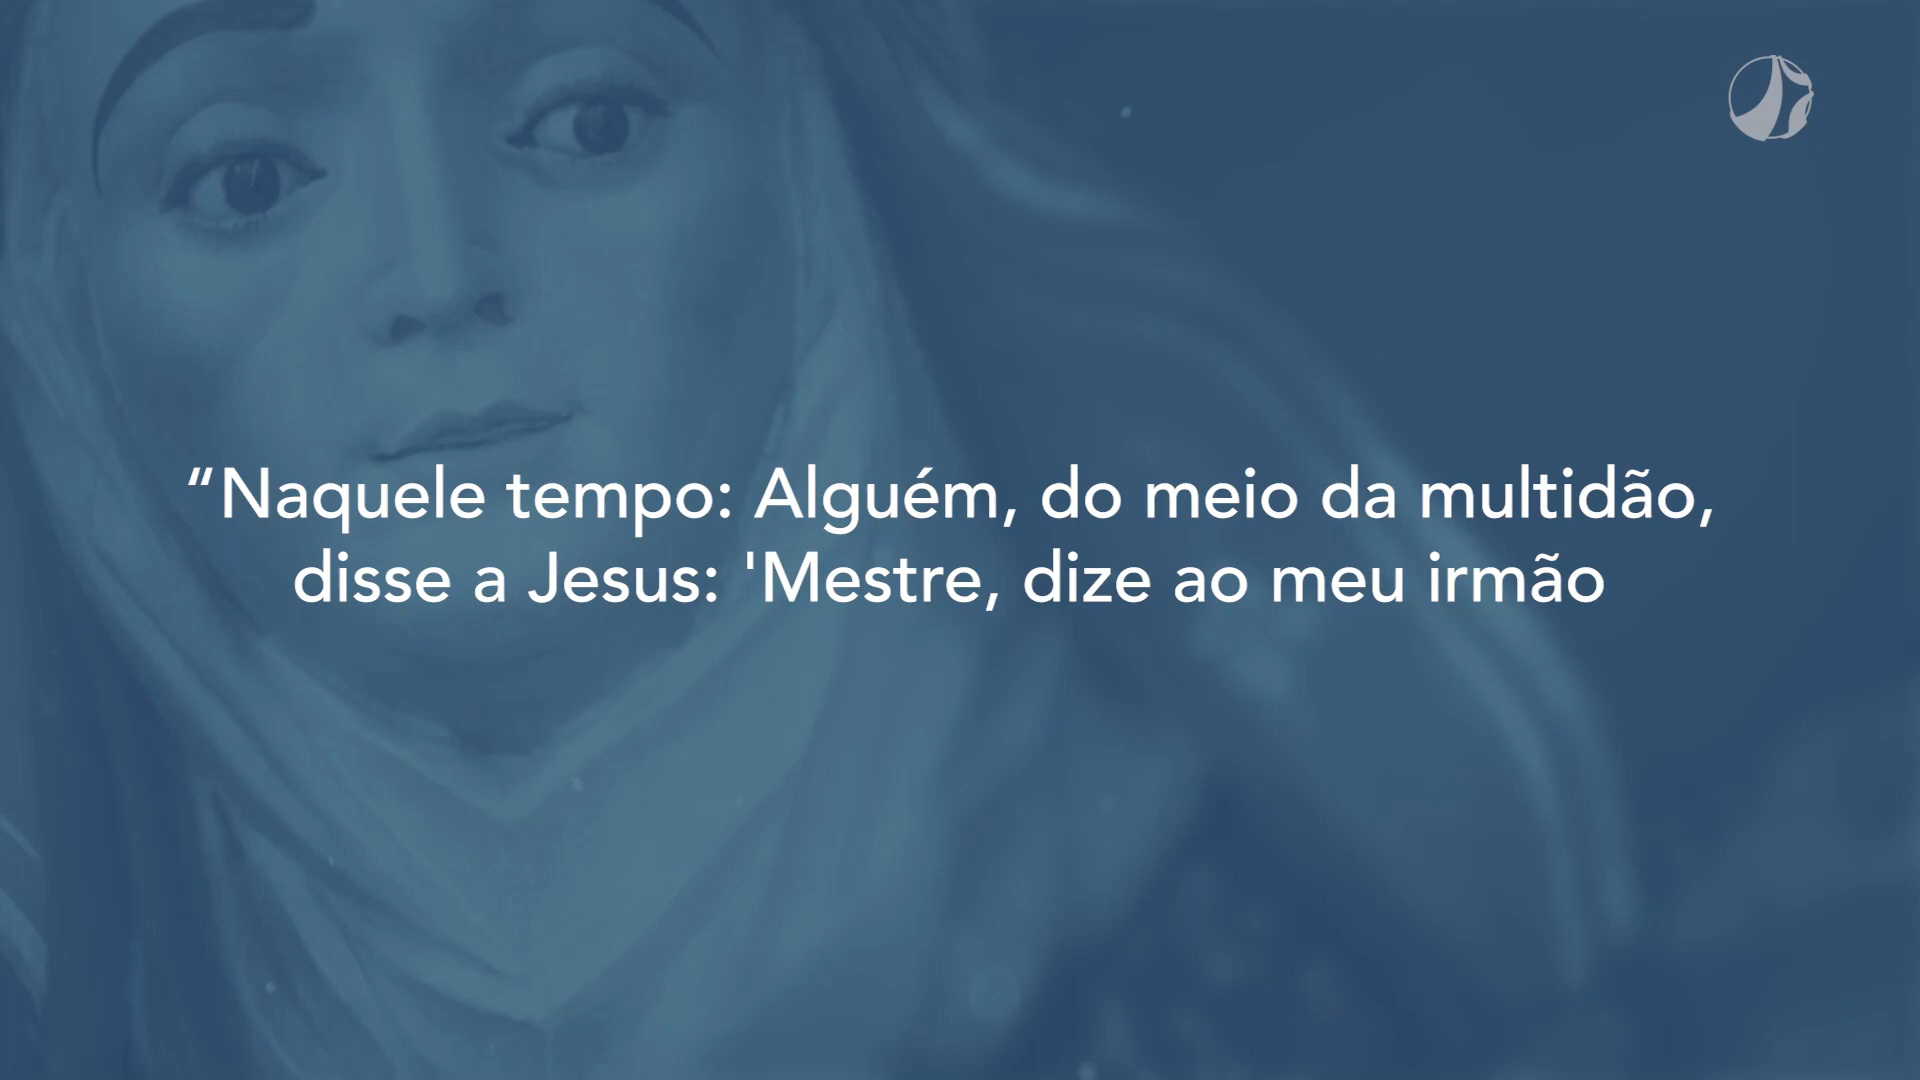 “Naquele tempo: Alguém, do meio da multidão,
disse a Jesus: 'Mestre, dize ao meu irmão